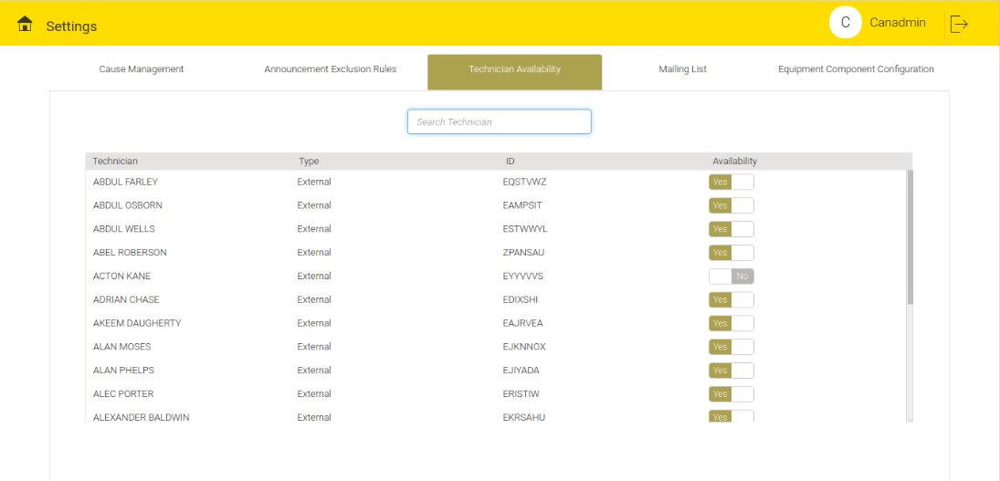 Settings
C Canadmin
Cause Management Announcement Exclusion Rules Technician Availability Mailing List Equipment Component Configuration
Search Technician
Technician Type ID Availability
ABDUL FARLEY External EQSTVWZ Yes
ABDUL OSBORN External EAMPSIT Yes
ABDUL WELLS External ESTWWYL Yes
ABEL ROBERSON External ZPANSAU Yes
ACTON KANE External EYYVVVS No
ADRIAN CHASE External EDIXSHI Yes
AKEEM DAUGHERTY External EAJRVEA Yes
ALAN MOSES External EJKNNOX Yes
ALAN PHELPS External EJIYADA Yes
ALEC PORTER External ERISTIW Yes
ALEXANDER BALDWIN External EKRSAHU Yes